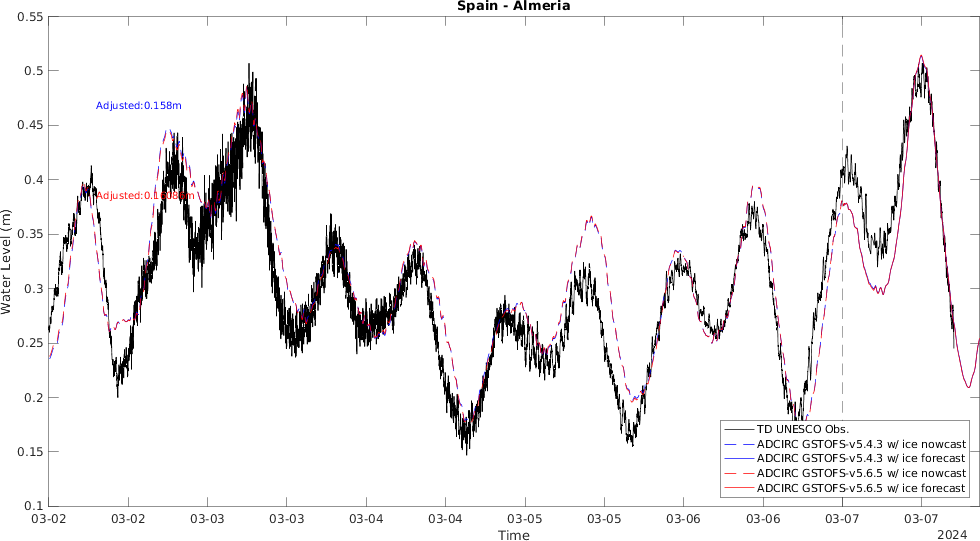 Spain - Almeria
0.55
0.5
0.45
0.4
0.35
0.3
0.25
0.2
0.15
0.1
Water Level (m)
Adjusted:0.158m
TD UNESCO Obs.
ADCIRC GSTOFS-v5.4.3 w/ ice nowcast
ADCIRC GSTOFS-v5.4.3 w/ ice forecast
ADCIRC GSTOFS-v5.6.5 w/ ice nowcast
ADCIRC GSTOFS-v5.6.5 w/ ice forecast
03-02 03-02 03-03 03-03 03-04 03-04 03-05 03-05 03-06 03-06 03-07 03-07
Time
2024